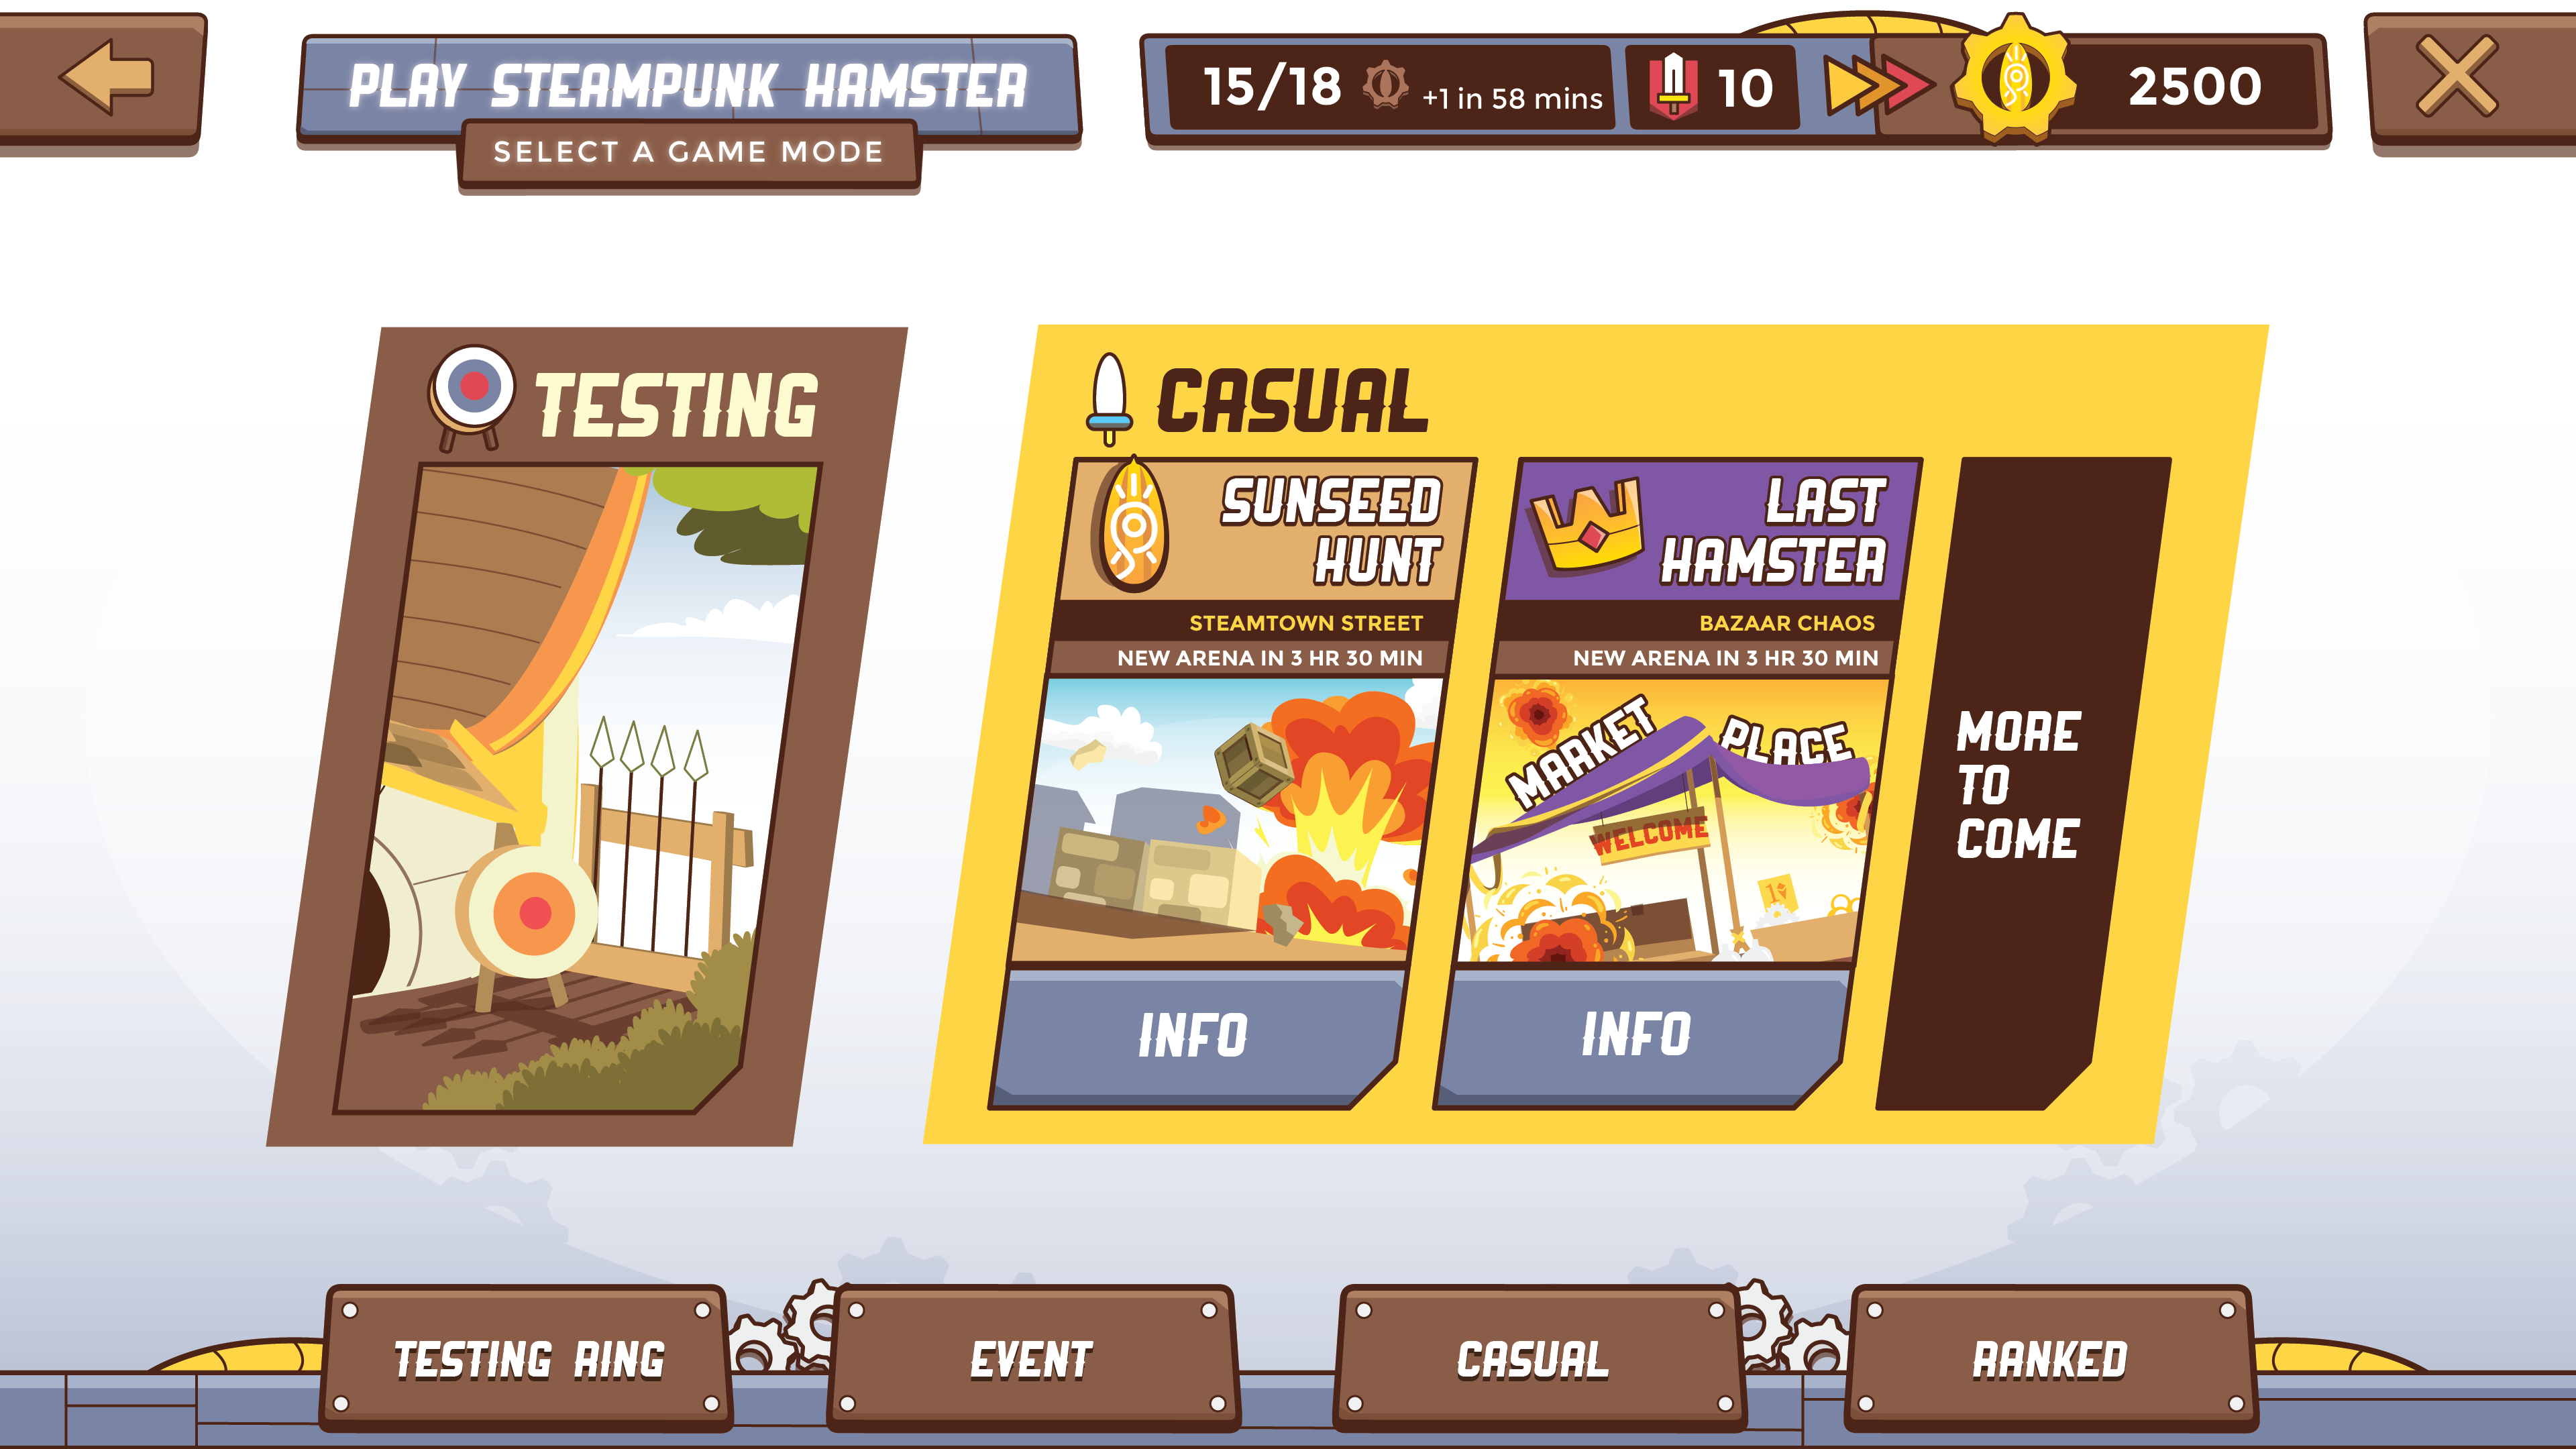 PLAY STEAMPUNK HAMSTER
SELECT A GAME MODE
15/18
+1 in 58 mins
10
2500
TESTING
CASUAL
SUNSEED
HUNT
STEAMTOWN STREET
NEW ARENA IN 3 HR 30 MIN
INFO
LAST
HAMSTER
BAZAAR CHAOS
NEW ARENA IN 3 HR 30 MIN
MARKET PLACE
WELCOME
1
INFO
MORE
TO
COME
TESTING RING
EVENT
CASUAL
RANKED